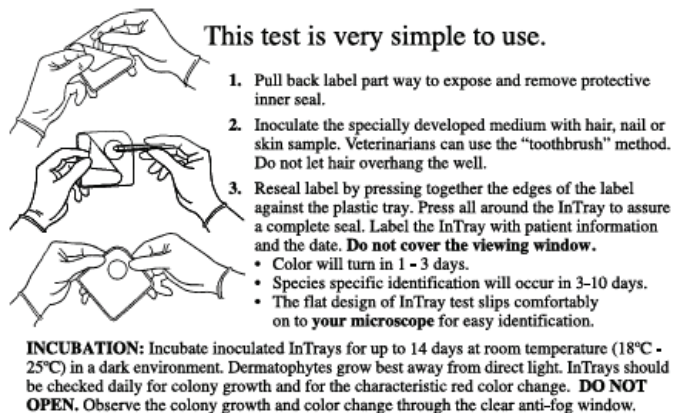 This test is very simple to use.
1. Pull back label part way to expose and remove protective
inner seal.
2. Inoculate the specially developed medium with hair, nail or
skin sample. Veterinarians can use the “toothbrush” method.
Do not let hair overhang the well.
3. Reseal label by pressing together the edges of the label
against the plastic tray. Press all around the InTray to assure
a complete seal. Label the InTray with patient information
and the date. Do not cover the viewing window.
• Color will turn in 1 - 3 days.
• Species specific identification will occur in 3-10 days.
• The flat design of InTray test slips comfortably
on to your microscope for easy identification.
INCUBATION: Incubate inoculated InTrays for up to 14 days at room temperature (18ºC -
25ºC) in a dark environment. Dermatophytes grow best away from direct light. InTrays should
be checked daily for colony growth and for the characteristic red color change. DO NOT
OPEN. Observe the colony growth and color change through the clear anti-fog window.